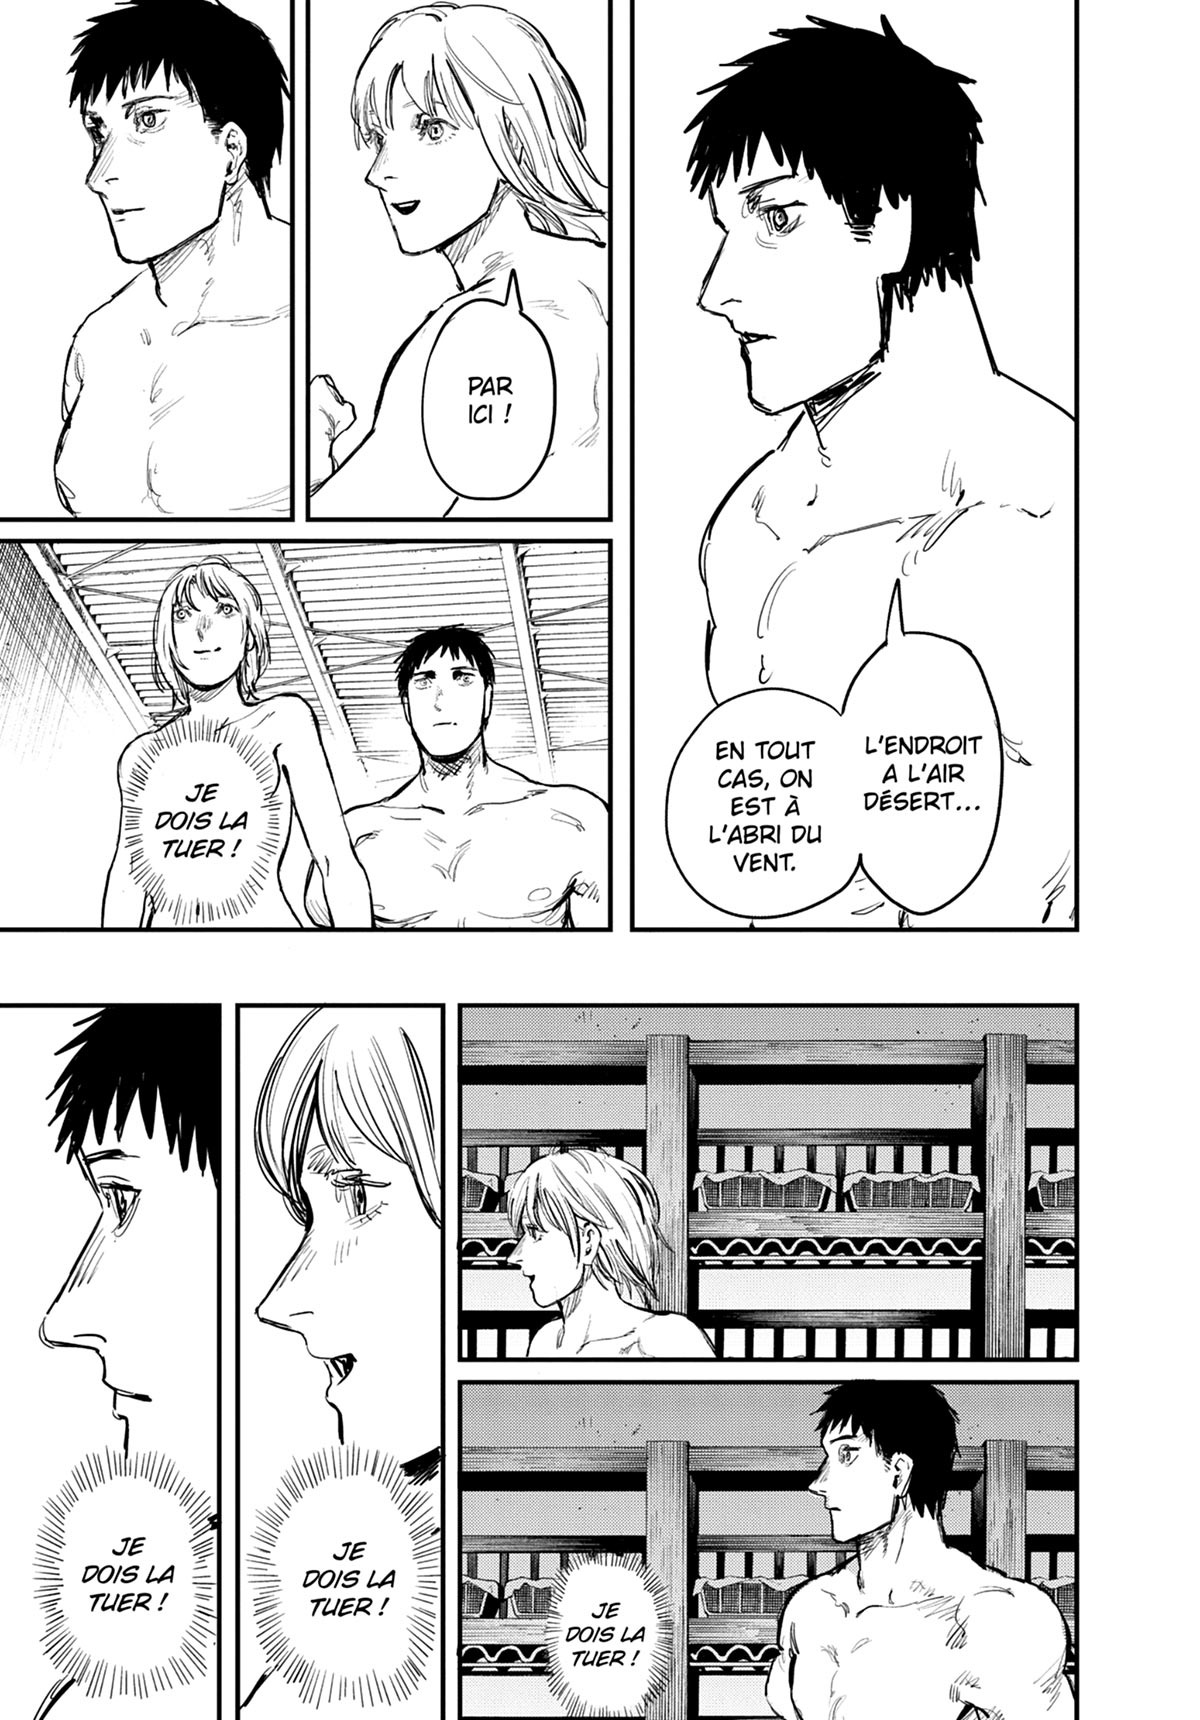 L'ENDROIT
A L'AIR
DÉSERT...
EN TOUT
CAS, ON
EST À
L'ABRI DU
VENT.
PAR
ICI !
JE
DOIS LA
TUER !
JE
DOIS LA
TUER !
JE
DOIS LA
TUER !
JE
DOIS LA
TUER !